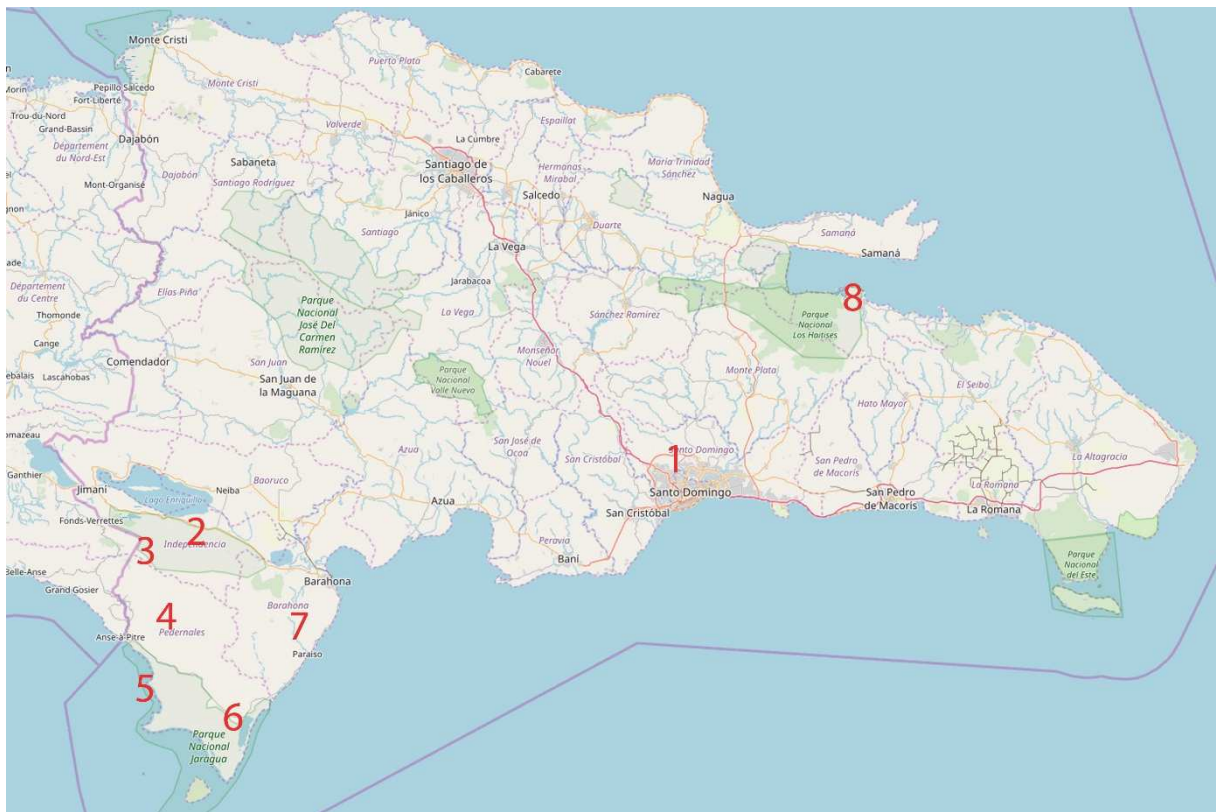 Monte Cristi
Puerto Plata
Cabarete
Monte Cristi
Pepillo Salcedo
Morin
Fort-Liberté
Trou-du-Nord
Grand-Bassin
Espaillat
Valverde
La Cumbre
Dajabón
Département
du Nord-Est
Sabaneta
Santiago de
los Caballeros
Hermanas
Mirabal
María Trinidad
Sánchez
Dajabón
Santiago Rodríguez
Mont-Organisé
Salcedo
Nagua
Jánico
Duarte
Santiago
Samaná
La Vega
Samaná
Elías Piña
Jarabacoa
Département
du Centre
Parque
Nacional
José Del
Carmen
Ramírez
La Vega
Sánchez Ramírez
8
Parque
Nacional
Los Haitises
Thomonde
Cange
Comendador
Monseñor
Nouel
Lascahobas
San Juan
Parque
Nacional
Valle Nuevo
Monte Plata
El Seibo
San Juan de
la Maguana
Hato Mayor
San José de
Ocoa
Azua
San Cristóbal
1
Santo Domingo
San Pedro
de Macorís
La Altagracia
Ganthier
Baoruco
Jimaní
Lago Enriquillo
Neiba
Azua
Santo Domingo
San Pedro
de Macorís
La Romana
La Romana
San Cristóbal
Fonds-Verrettes
2
Independencia
Peravia
3
Baní
Parque
Nacional
del Este
Belle-Anse
Barahona
Grand Gosier
4
Barahona
Pedernales
7
Anse-à-Pitre
Paraiso
5
6
Parque
Nacional
Jaragua